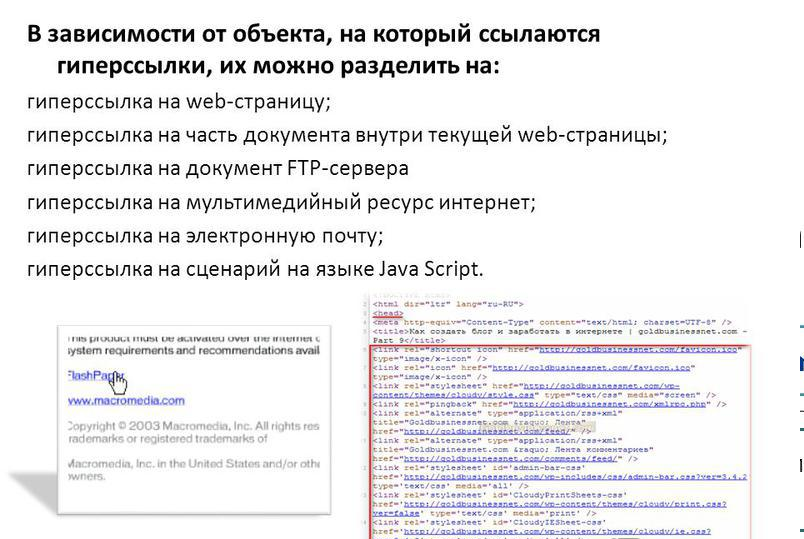 В зависимости от объекта, на который ссылаются
гиперссылки, их можно разделить на:
гиперссылка на web-страницу;
гиперссылка на часть документа внутри текущей web-страницы;
гиперссылка на документ FTP-сервера
гиперссылка на мультимедийный ресурс интернет;
гиперссылка на электронную почту;
гиперссылка на сценарий на языке Java Script.
This product must be activated over the Internet
system requirements and recommendations avail
FlashPaper
www.macromedia.com
Copyright © 2003 Macromedia, Inc. All rights res
trademarks or registered trademarks of
Macromedia, Inc. in the United States and/or othe
owners.
<html dir="ltr" lang="ru-RU">
<head>
<meta http-equiv="Content-Type" content="text/html; charset=UTF-8" />
<title>Как создать блог и заработать в интернете | goldbusinessnet.com -
Part 9</title>
<link rel="shortcut icon" href="http://goldbusinessnet.com/favicon.ico"
type="image/x-icon" />
<link rel="icon" href="http://goldbusinessnet.com/favicon.ico"
type="image/x-icon" />
<link rel="stylesheet" href="http://goldbusinessnet.com/wp-
content/themes/cloudy/style.css" type="text/css" media="screen" />
<link rel="pingback" href="http://goldbusinessnet.com/xmlrpc.php" />
<link rel="alternate" type="application/rss+xml"
title="Goldbusinessnet.com &raquo; Лента"
href="http://goldbusinessnet.com/feed/" />
<link rel="alternate" type="application/rss+xml"
title="Goldbusinessnet.com &raquo; Лента комментариев"
href="http://goldbusinessnet.com/comments/feed/" />
<link rel='stylesheet' id='admin-bar-css'
href='http://goldbusinessnet.com/wp-includes/css/admin-bar.css?ver=3.4.2'
type='text/css' media='all' />
<link rel='stylesheet' id='CloudyPrintSheets-css'
href='http://goldbusinessnet.com/wp-content/themes/cloudy/print.css?
ver=false' type='text/css' media='print' />
<link rel='stylesheet' id='CloudyIESheet-css'
href='http://goldbusinessnet.com/wp-content/themes/cloudy/ie.css?